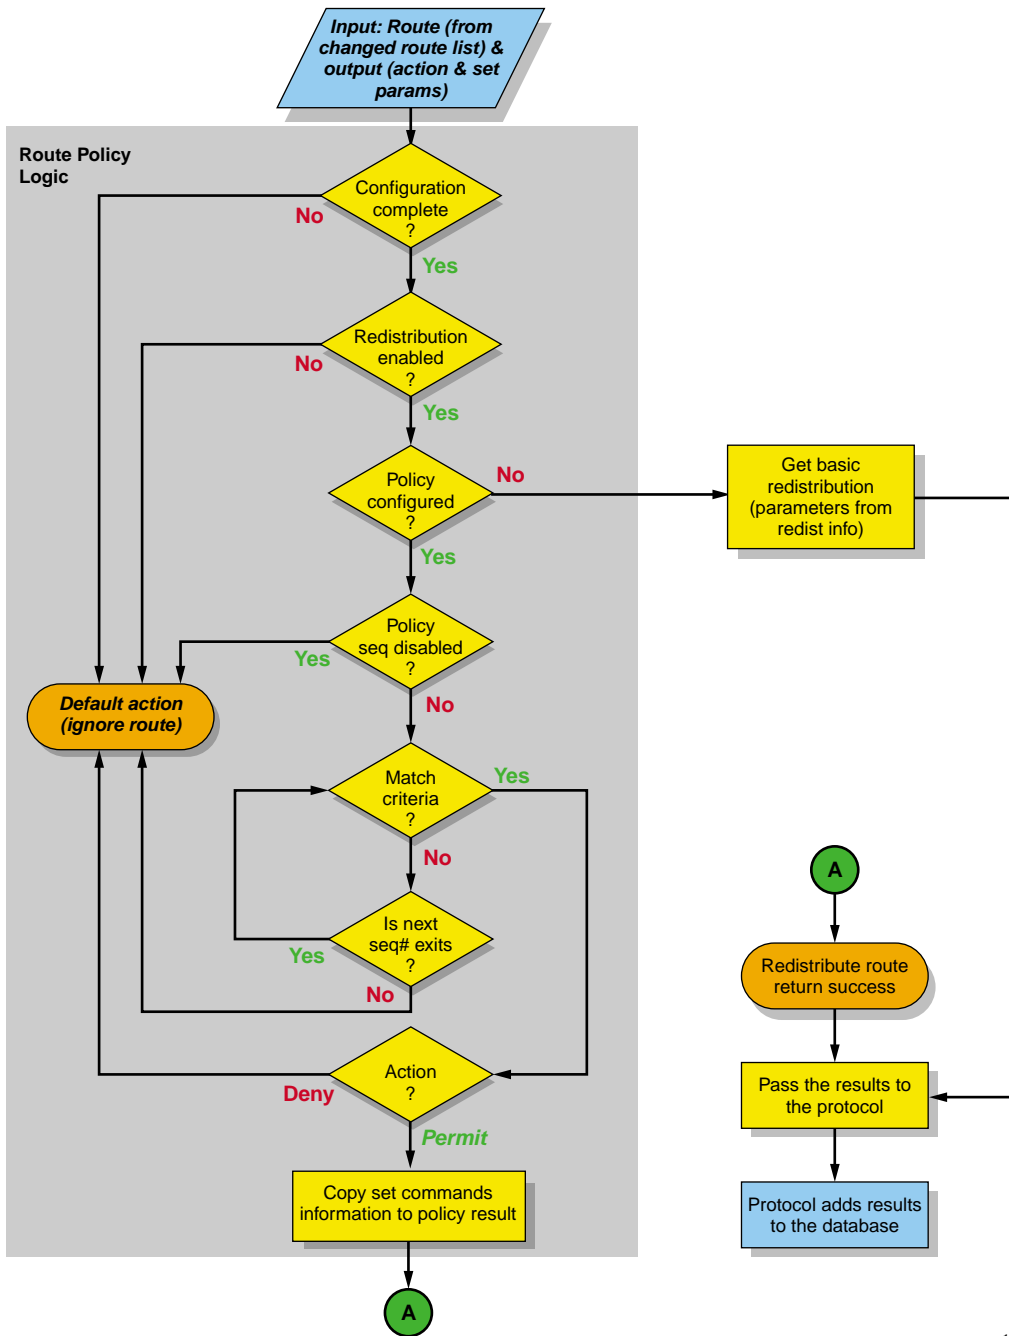 Input: Route (from
changed route list) &
output (action & set
params)
Route Policy
Logic
Configuration
complete
?
No
Yes
Redistribution
enabled
?
No
Yes
Policy
configured
?
No
Yes
Get basic
redistribution
(parameters from
redist info)
Policy
seq disabled
?
Yes
No
Default action
(ignore route)
Match
criteria
?
Yes
No
Is next
seq# exits
?
Yes
No
Action
?
Deny
Permit
Copy set commands
information to policy result
A
A
Redistribute route
return success
Pass the results to
the protocol
Protocol adds results
to the database